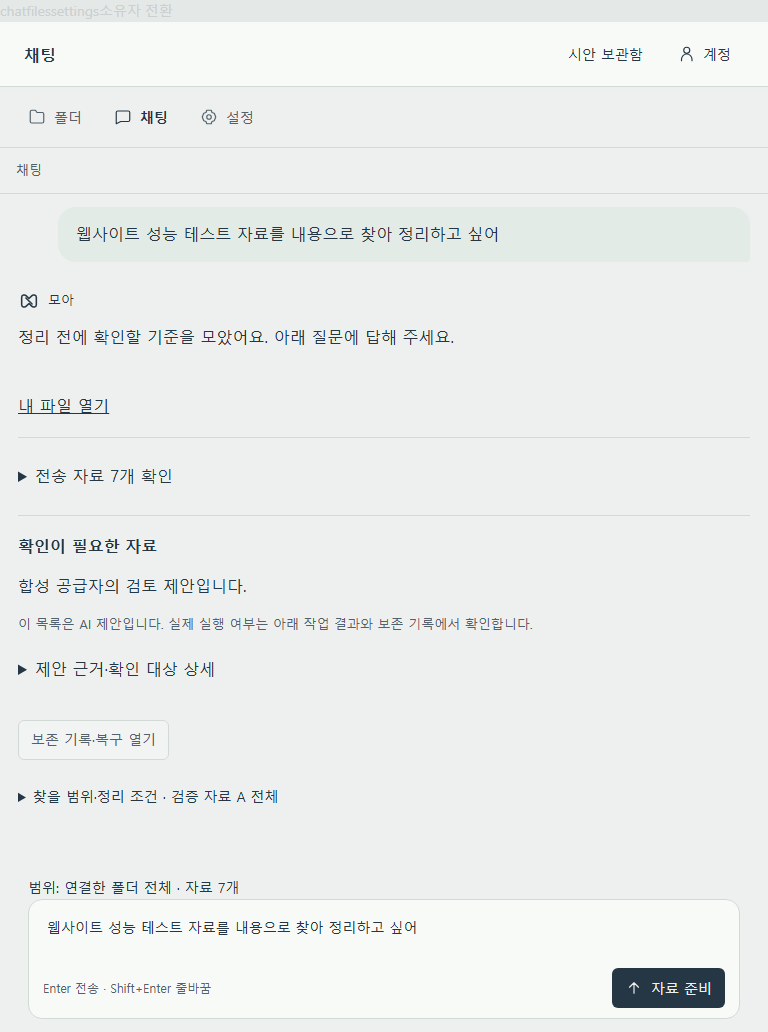 chatfilessettings소유자 전환
채팅
시안 보관함
계정
폴더
채팅
설정
채팅
웹사이트 성능 테스트 자료를 내용으로 찾아 정리하고 싶어
모아
정리 전에 확인할 기준을 모았어요. 아래 질문에 답해 주세요.
내 파일 열기
▶ 전송 자료 7개 확인
확인이 필요한 자료
합성 공급자의 검토 제안입니다.
이 목록은 AI 제안입니다. 실제 실행 여부는 아래 작업 결과와 보존 기록에서 확인합니다.
▶ 제안 근거·확인 대상 상세
보존 기록·복구 열기
▶ 찾을 범위·정리 조건 · 검증 자료 A 전체
범위: 연결한 폴더 전체 · 자료 7개
웹사이트 성능 테스트 자료를 내용으로 찾아 정리하고 싶어
Enter 전송 · Shift+Enter 줄바꿈
↑ 자료 준비